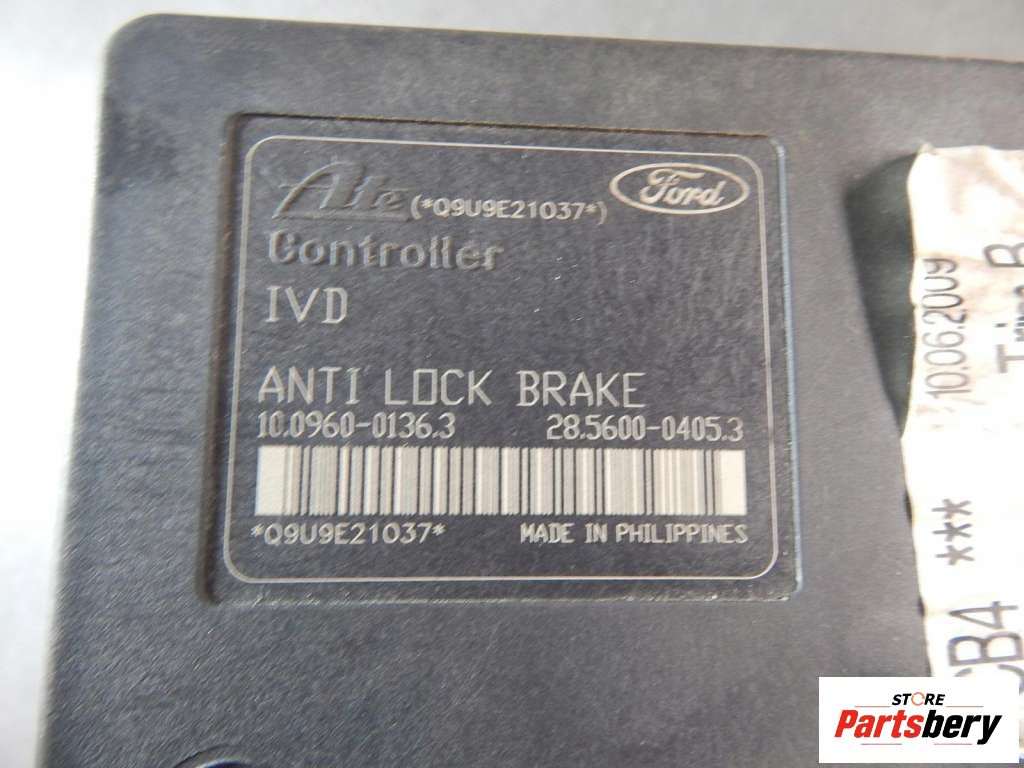 Ate (*Q9U9E21037*) Ford
Controller
IVD
ANTI LOCK BRAKE
10.0960-0136.3 28.5600-0405.3
*Q9U9E21037* MADE IN PHILIPPINES
10.06.2009
CB4 ***
STORE
Partsbery